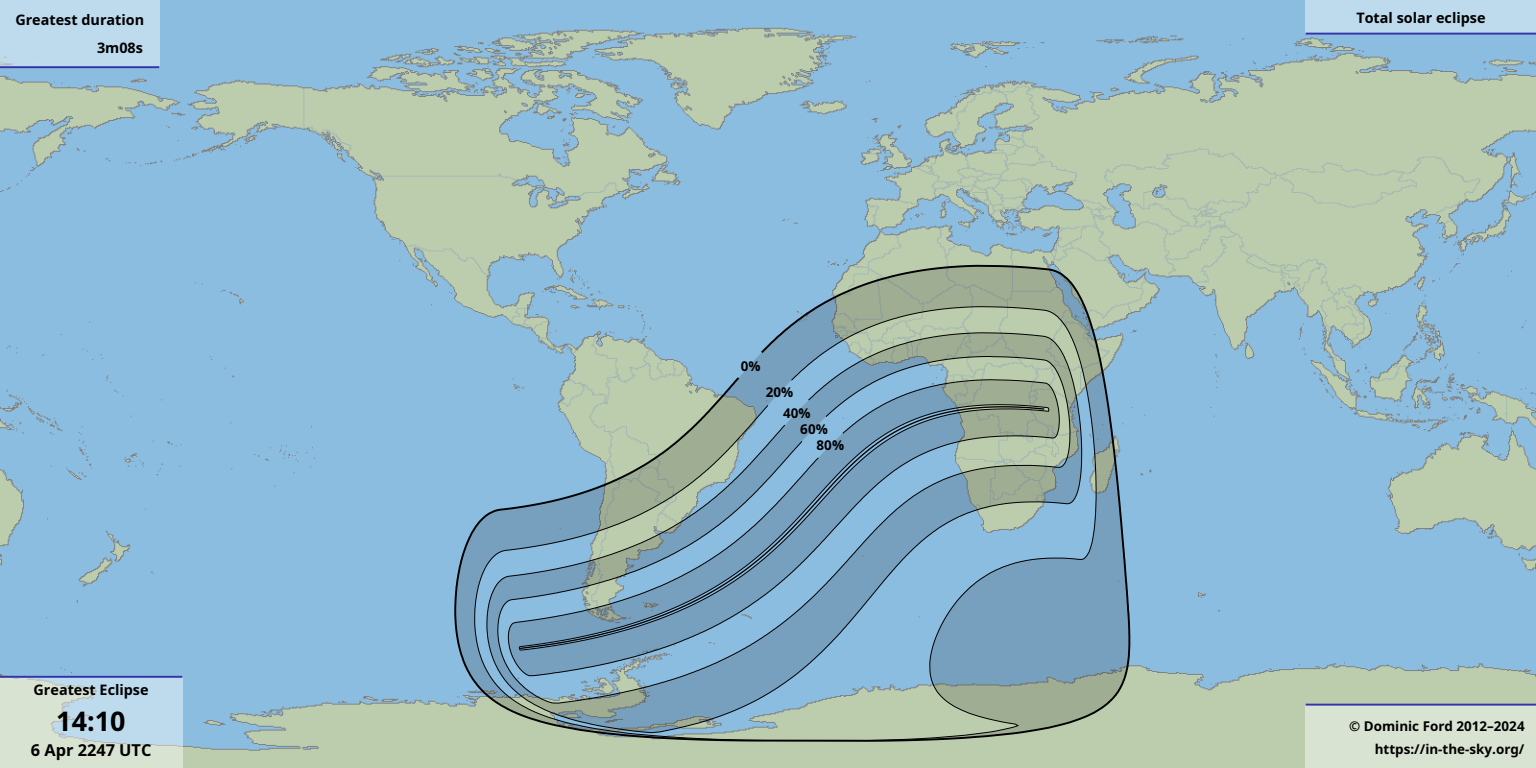 Greatest duration
3m08s
Total solar eclipse
0%
20%
40%
60%
80%
Greatest Eclipse
14:10
6 Apr 2247 UTC
© Dominic Ford 2012–2024
https://in-the-sky.org/